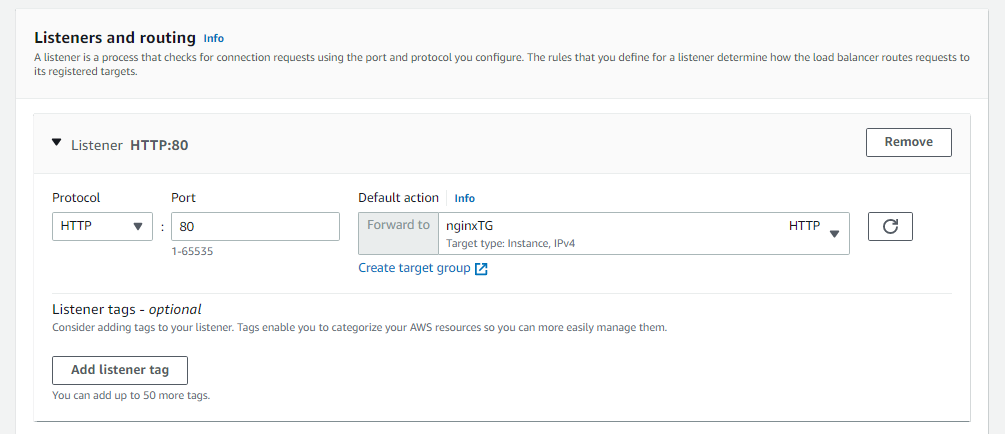 Listeners and routing Info
A listener is a process that checks for connection requests using the port and protocol you configure. The rules that you define for a listener determine how the load balancer routes requests to
its registered targets.
Listener HTTP:80
Remove
Protocol Port Default action Info
HTTP : 80 Forward to nginxTG HTTP
Target type: Instance, IPv4
1-65535
Create target group
Listener tags - optional
Consider adding tags to your listener. Tags enable you to categorize your AWS resources so you can more easily manage them.
Add listener tag
You can add up to 50 more tags.